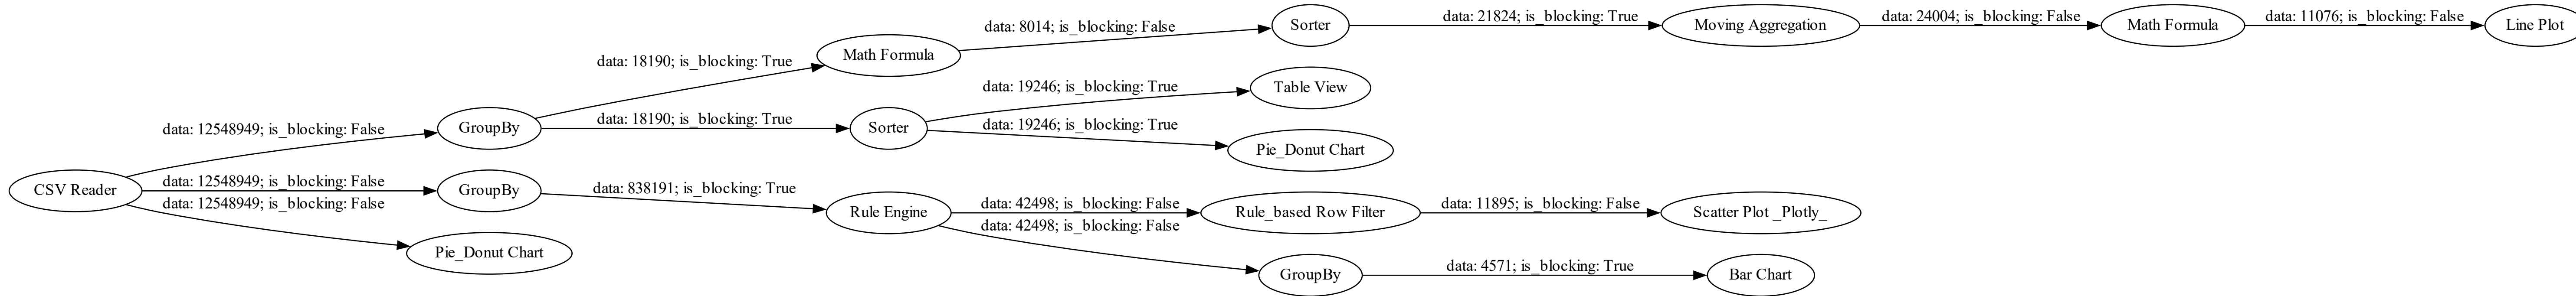 data: 8014; is_blocking: False
Sorter
data: 21824; is_blocking: True
Moving Aggregation
data: 24004; is_blocking: False
Math Formula
data: 11076; is_blocking: False
Line Plot
data: 18190; is_blocking: True
Math Formula
data: 19246; is_blocking: True
Table View
data: 12548949; is_blocking: False
GroupBy
data: 18190; is_blocking: True
Sorter
data: 19246; is_blocking: True
Pie_Donut Chart
CSV Reader
data: 12548949; is_blocking: False
GroupBy
data: 838191; is_blocking: True
Rule Engine
data: 42498; is_blocking: False
Rule_based Row Filter
data: 11895; is_blocking: False
Scatter Plot _Plotly_
data: 12548949; is_blocking: False
Pie_Donut Chart
data: 42498; is_blocking: False
GroupBy
data: 4571; is_blocking: True
Bar Chart